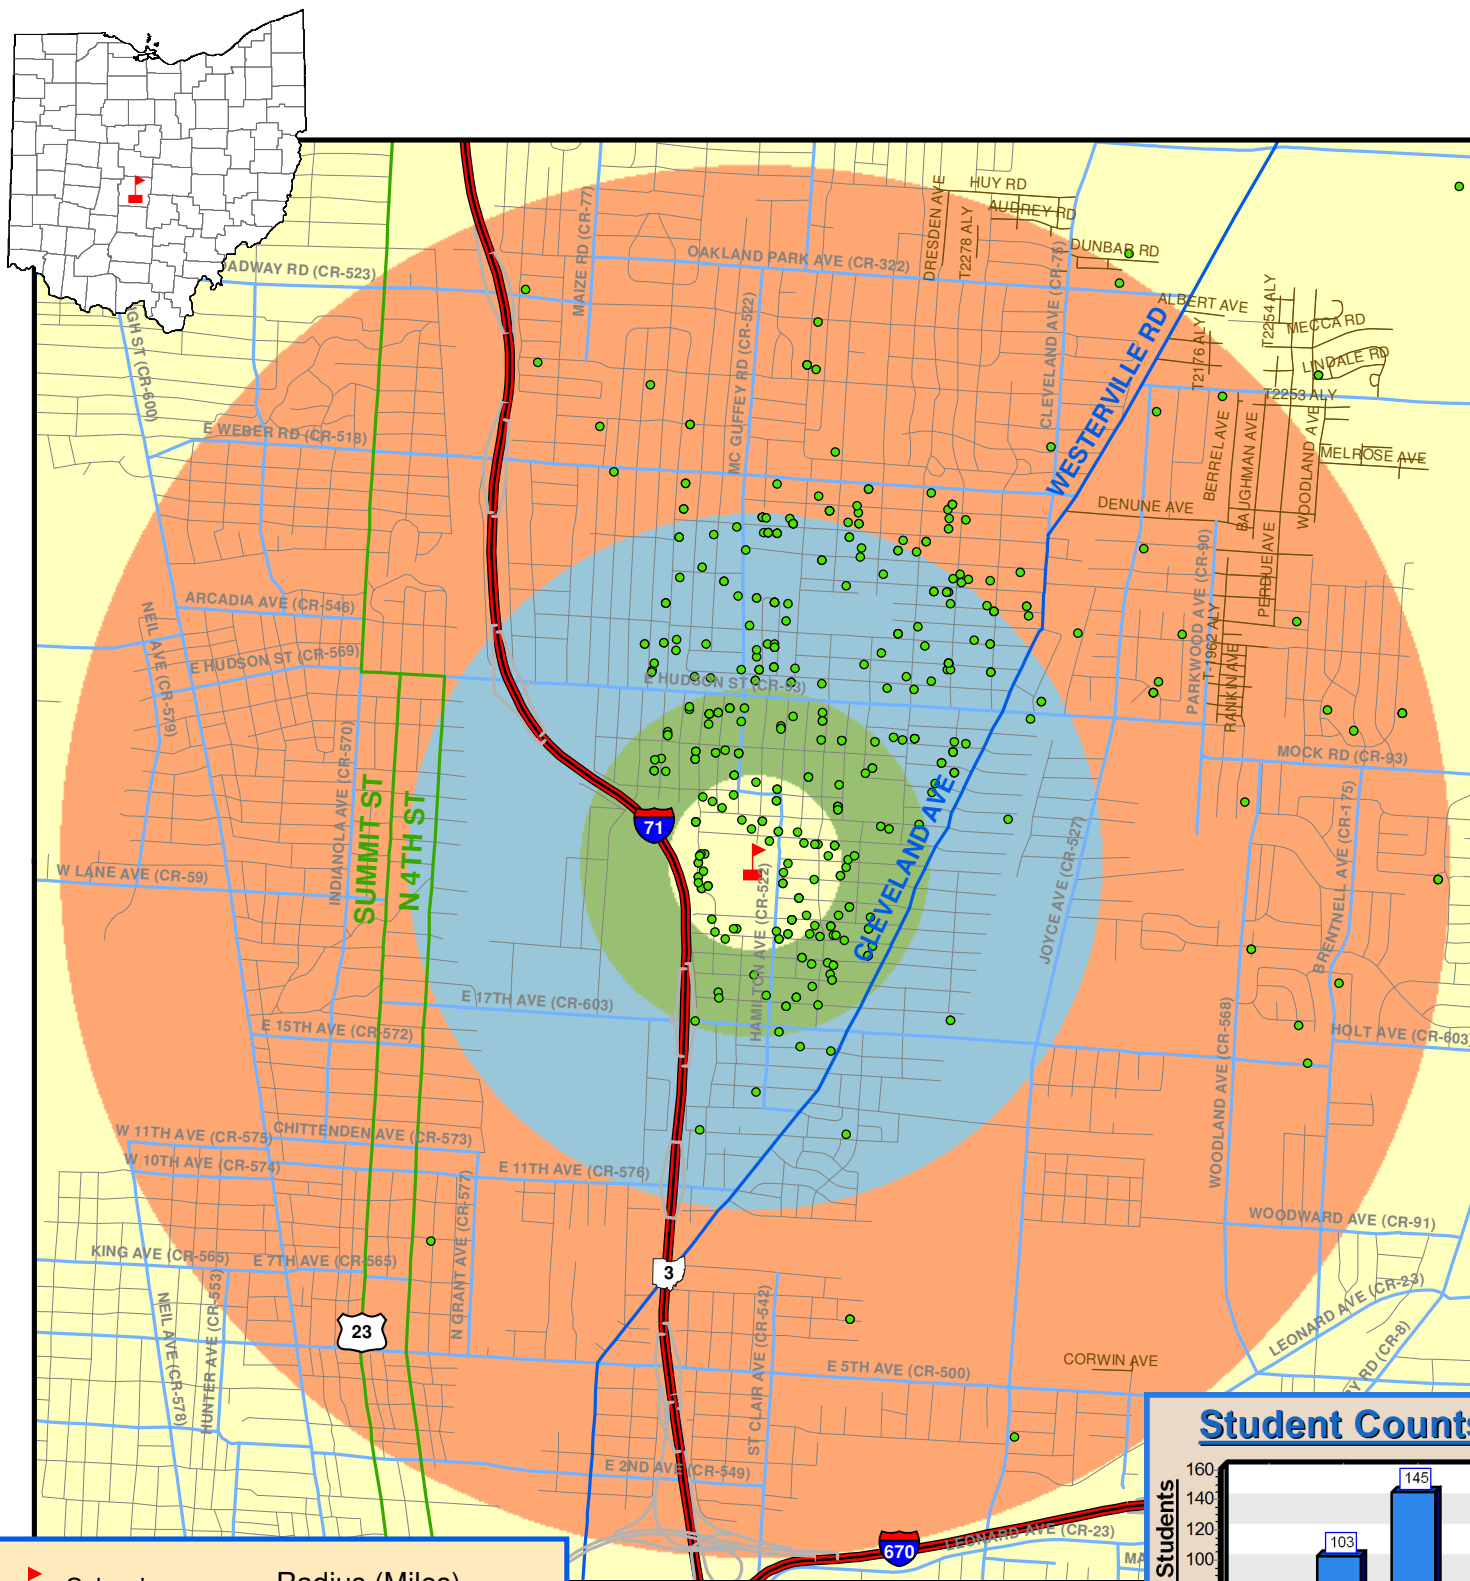 HUY RD
AUDREY RD
DRESDEN AVE
T2278 ALY
DUNBAR RD
MAIZE RD (CR-77)
OAKLAND PARK AVE (CR-322)
CLEVELAND AVE (CR-75)
ALBERT AVE
T2254 ALY
MECCA RD
LINDALE RD
T2176 ALY
T2253 ALY
WESTERVILLE RD
MC GUFFEY RD (CR-522)
E WEBER RD (CR-518)
BERRELL AVE
BAUGHMAN AVE
WOODLAND AVE
MELROSE AVE
DENUNE AVE
PERDUE AVE
PARKWOOD AVE (CR-90)
T-1962 ALY
RANKIN AVE
ARCADIA AVE (CR-546)
NEIL AVE (CR-579)
E HUDSON ST (CR-569)
E HUDSON ST (CR-93)
MOCK RD (CR-93)
INDIANOLA AVE (CR-570)
SUMMIT ST
N 4TH ST
71
CLEVELAND AVE
JOYCE AVE (CR-527)
BRENTNELL AVE (CR-175)
W LANE AVE (CR-59)
HAMILTON AVE (CR-522)
E 17TH AVE (CR-603)
E 15TH AVE (CR-572)
HOLT AVE (CR-603)
WOODLAND AVE (CR-568)
W 11TH AVE (CR-575)
CHITTENDEN AVE (CR-573)
W 10TH AVE (CR-574)
E 11TH AVE (CR-576)
N GRANT AVE (CR-577)
WOODWARD AVE (CR-91)
KING AVE (CR-565)
E 7TH AVE (CR-565)
3
NEIL AVE (CR-578)
HUNTER AVE (CR-553)
23
ST CLAIR AVE (CR-542)
E 5TH AVE (CR-500)
CORWIN AVE
LEONARD AVE (CR-23)
RY RD (CR-8)
E 2ND AVE (CR-549)
670
LEONARD AVE (CR-23)
MA
Student Counts
Students
160
140
120
100
145
103
Radius (Miles)